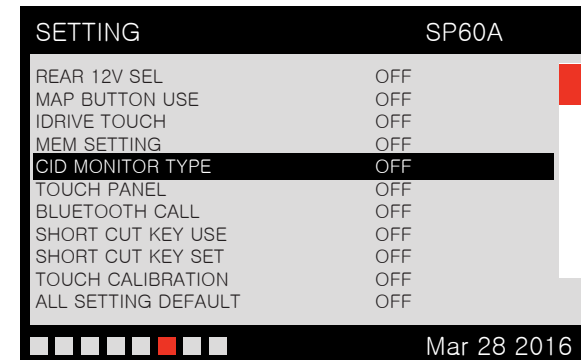 SETTING SP60A
REAR 12V SEL OFF
MAP BUTTON USE OFF
IDRIVE TOUCH OFF
MEM SETTING OFF
CID MONITOR TYPE OFF
TOUCH PANEL OFF
BLUETOOTH CALL OFF
SHORT CUT KEY USE OFF
SHORT CUT KEY SET OFF
TOUCH CALIBRATION OFF
ALL SETTING DEFAULT OFF
Mar 28 2016